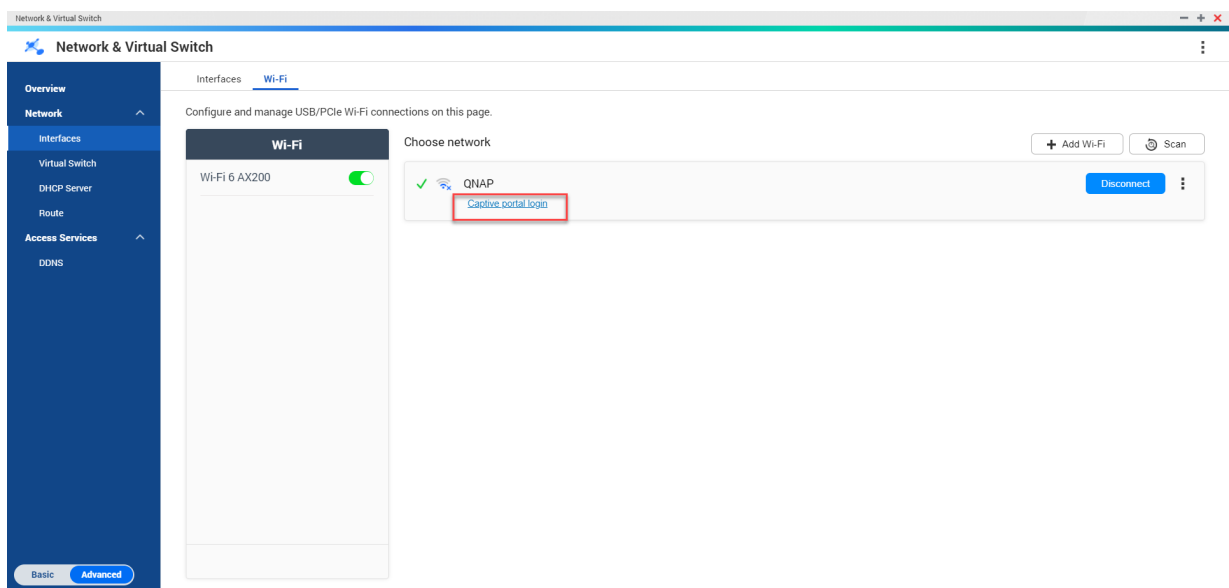 Network & Virtual Switch
Network & Virtual Switch
Overview
Network
Interfaces
Virtual Switch
DHCP Server
Route
Access Services
DDNS
Basic
Advanced
Interfaces
Wi-Fi
Configure and manage USB/PCIe Wi-Fi connections on this page.
Wi-Fi
Wi-Fi 6 AX200
Choose network
Add Wi-Fi
Scan
QNAP
Captive portal login
Disconnect